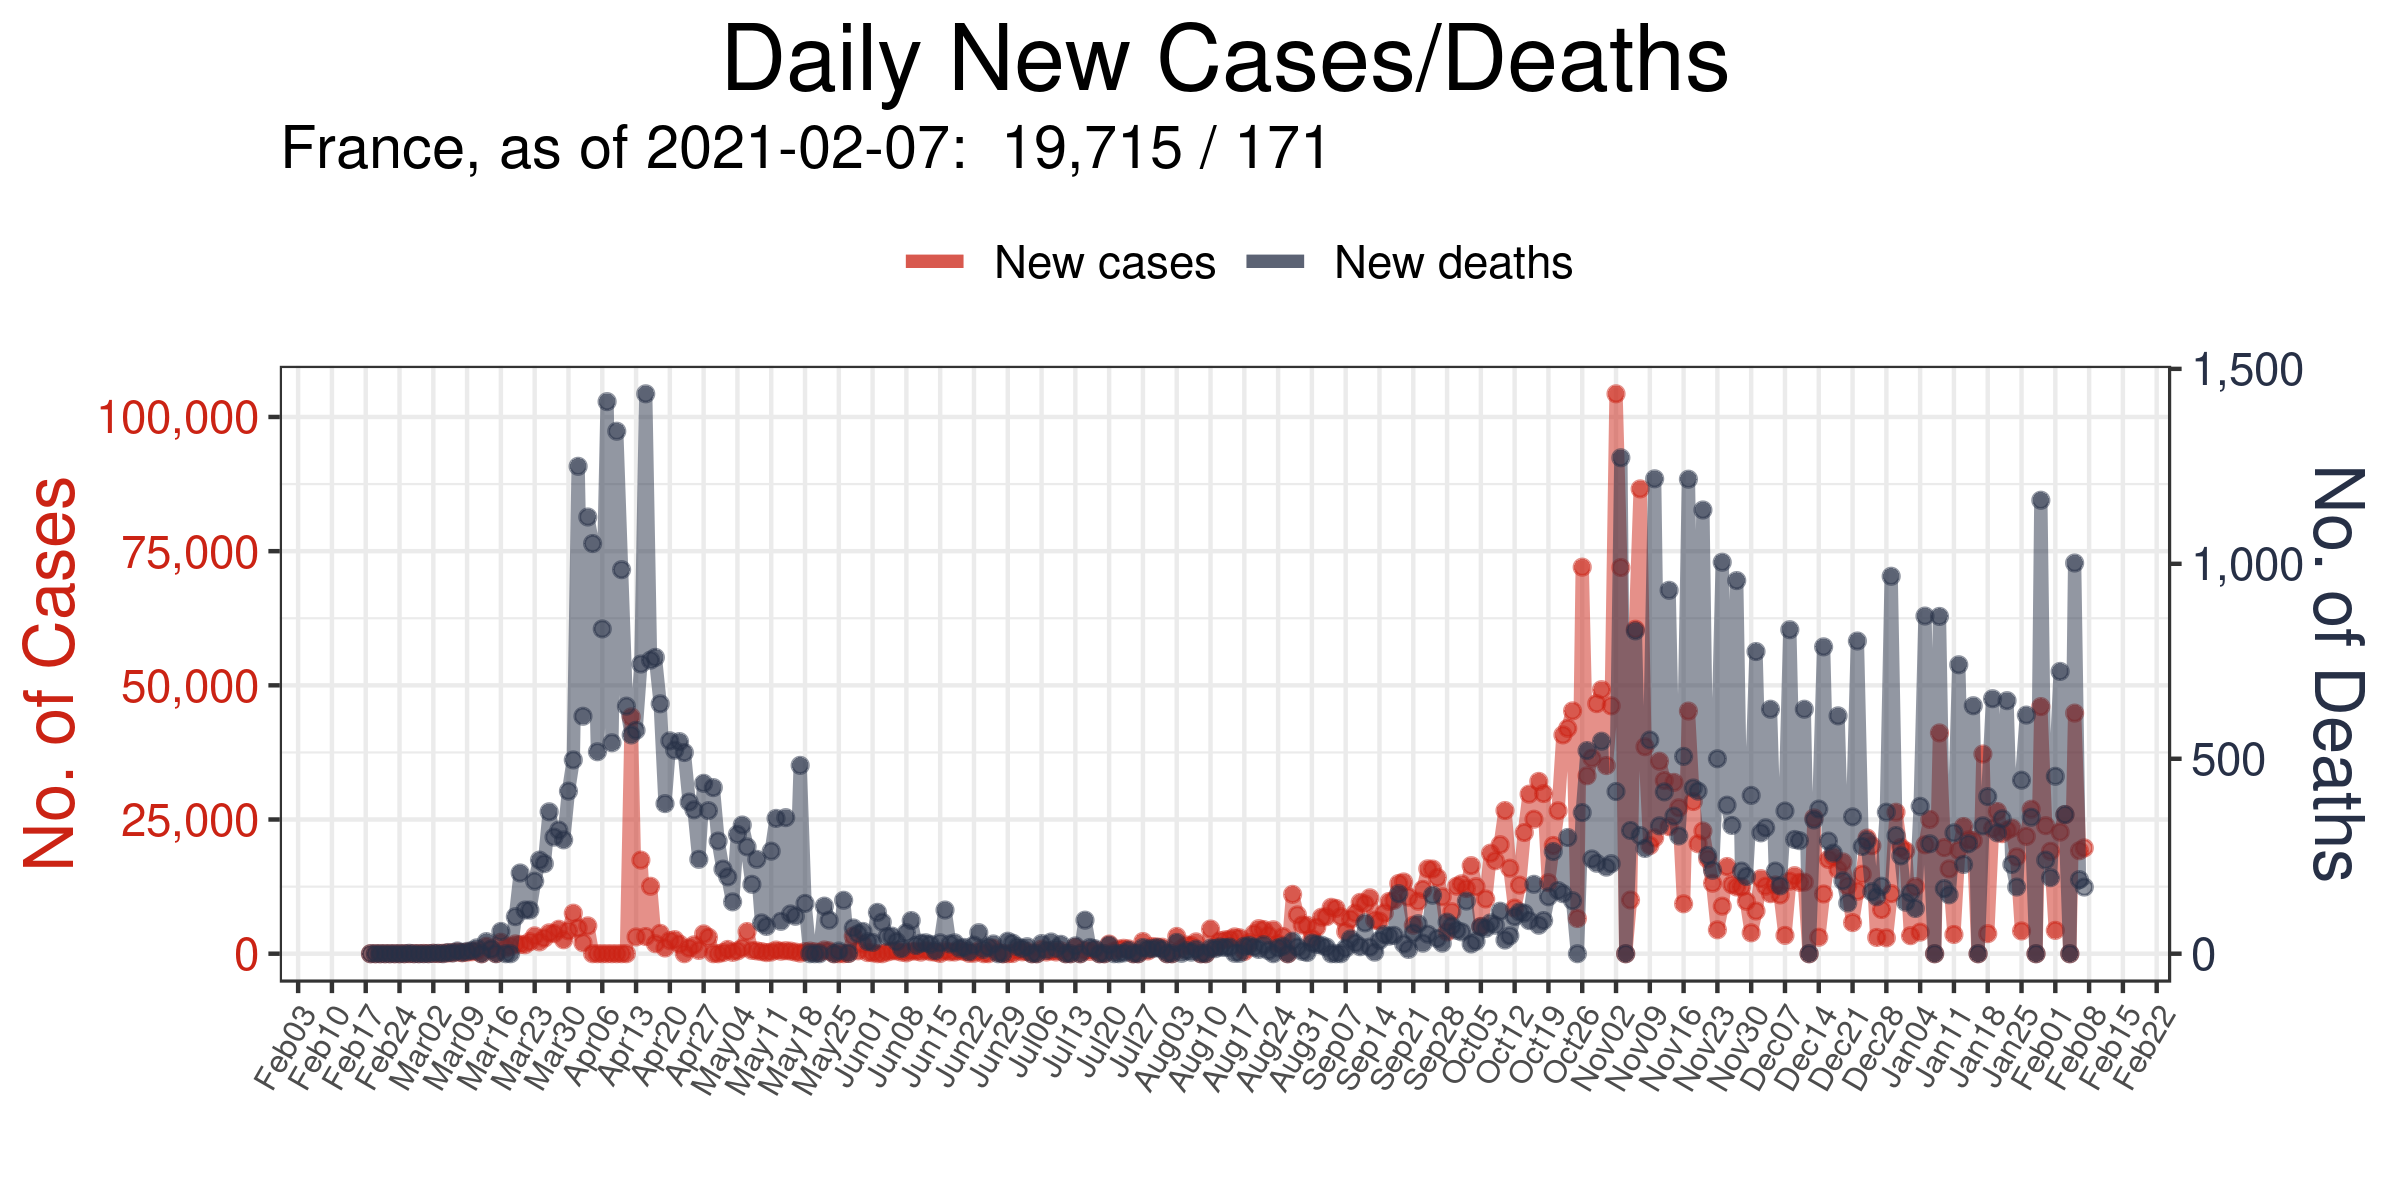 Daily New Cases/Deaths
France, as of 2021-02-07:  19,715 / 171
New cases
New deaths
No. of Cases
100,000
75,000
50,000
25,000
0
1,500
1,000
500
0
No. of Deaths
Feb03
Feb10
Feb17
Feb24
Mar02
Mar09
Mar16
Mar23
Mar30
Apr06
Apr13
Apr20
Apr27
May04
May11
May18
May25
Jun01
Jun08
Jun15
Jun22
Jun29
Jul06
Jul13
Jul20
Jul27
Aug03
Aug10
Aug17
Aug24
Aug31
Sep07
Sep14
Sep21
Sep28
Oct05
Oct12
Oct19
Oct26
Nov02
Nov09
Nov16
Nov23
Nov30
Dec07
Dec14
Dec21
Dec28
Dec04
Jan11
Jan18
Jan25
Feb01
Feb08
Feb15
Feb22